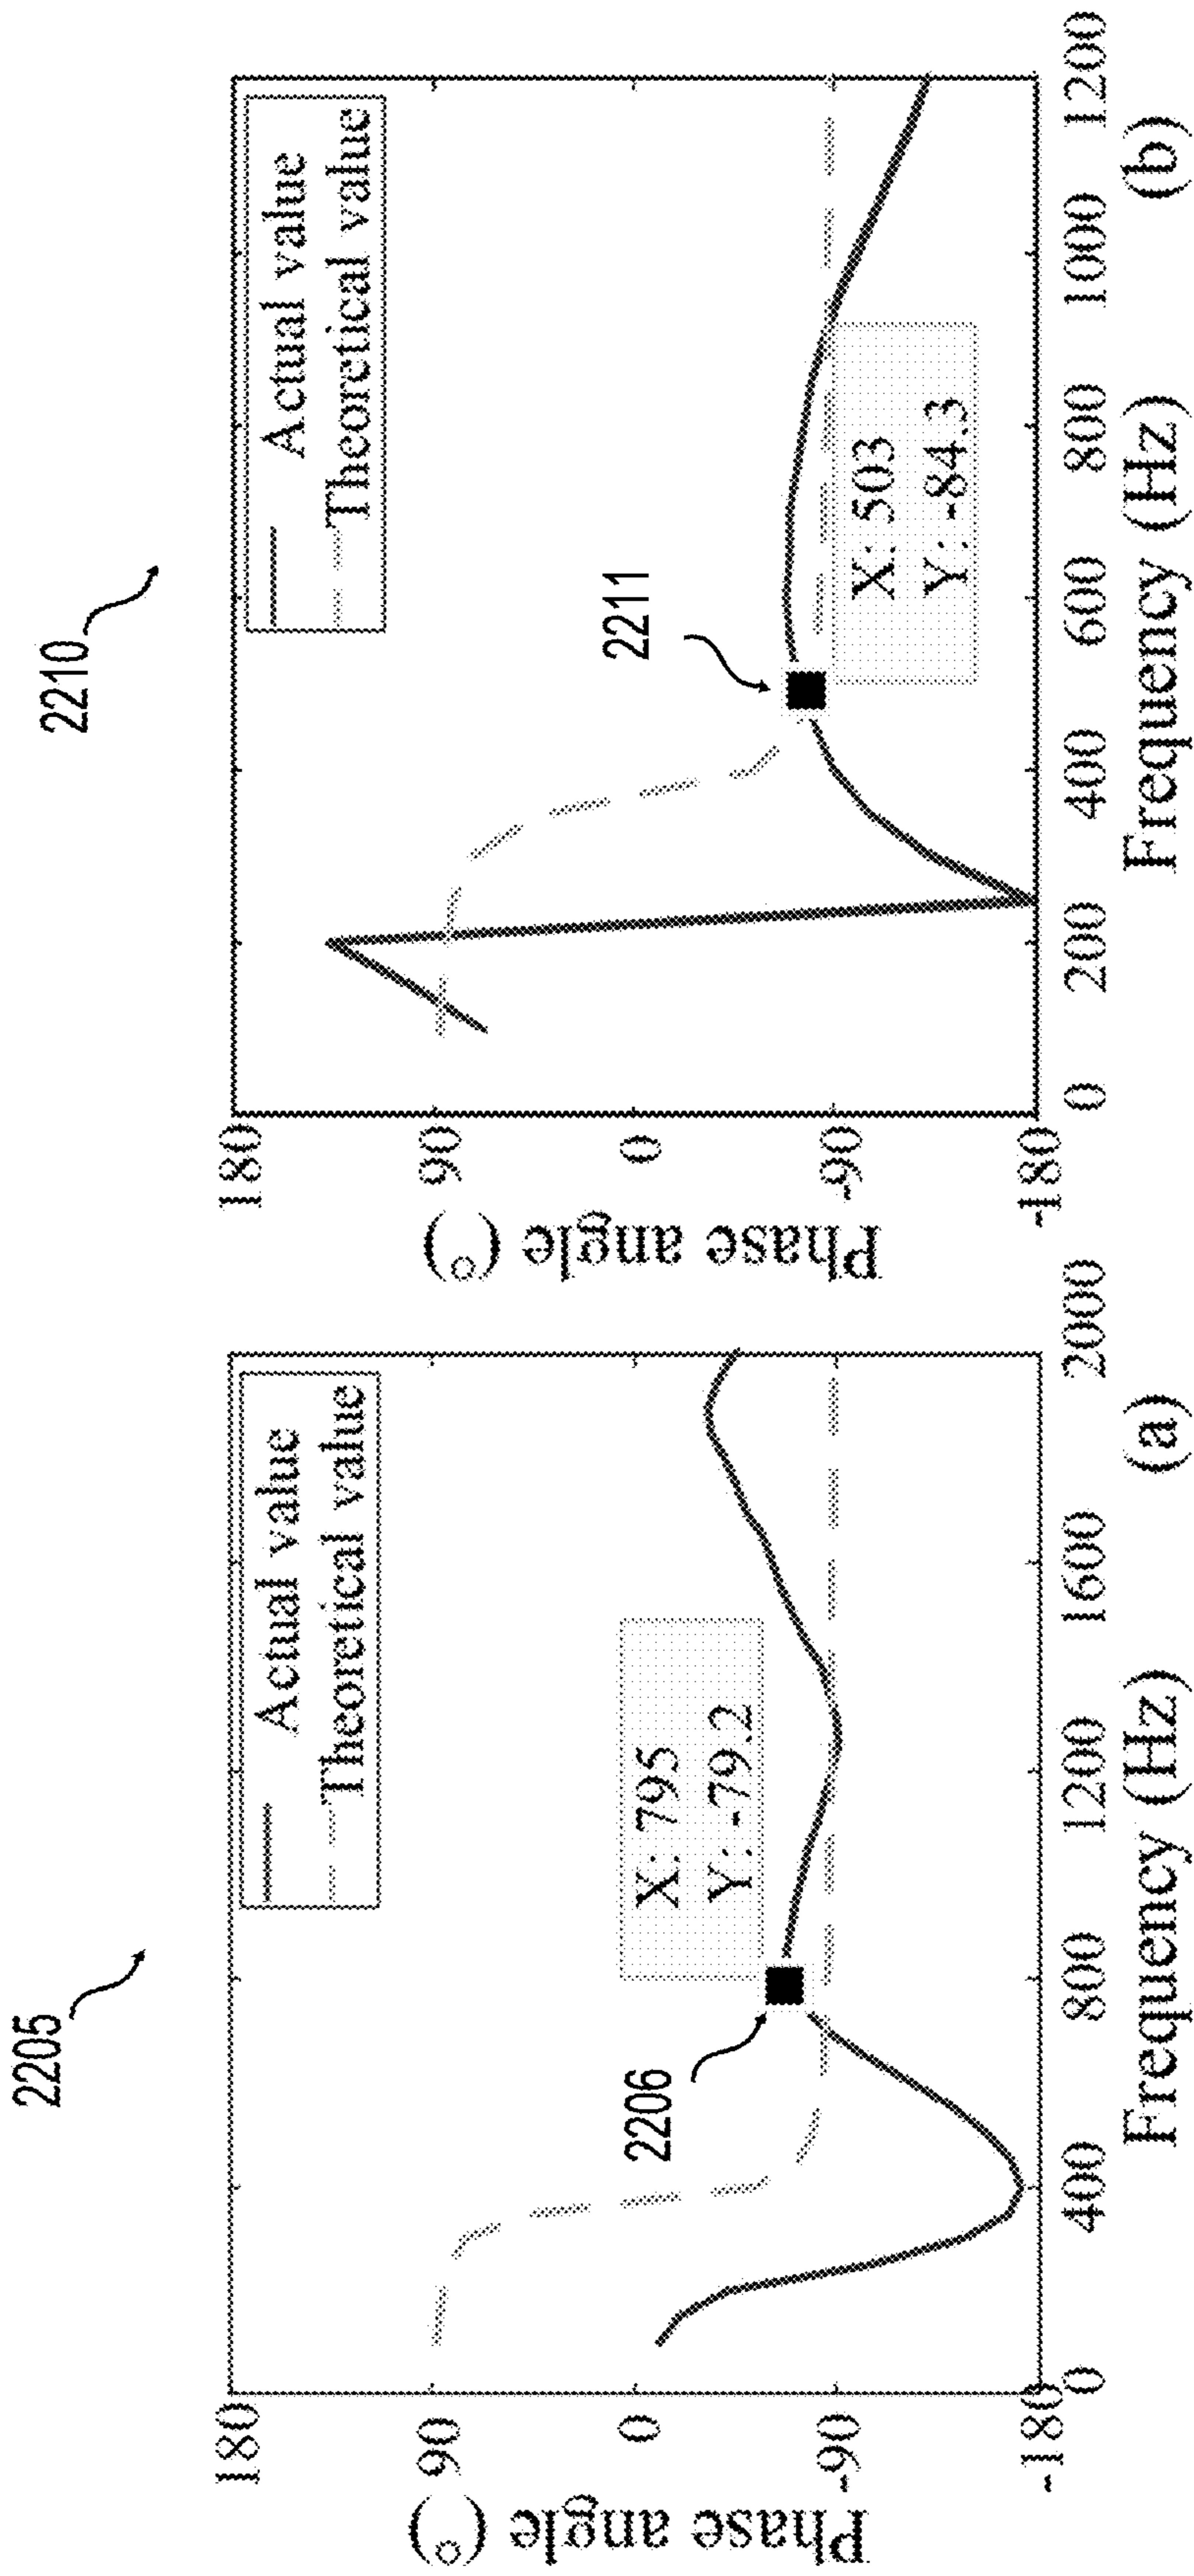 2205
180
90
0
-90
-180
Phase angle (°)
Actual value
Theoretical value
X: 795
Y: -79.2
2206
0
400
800
1200
1600
2000
Frequency (Hz)
(a)
2210
180
90
0
-90
-180
Phase angle (°)
Actual value
Theoretical value
2211
X: 503
Y: -84.3
0
200
400
600
800
1000
1200
Frequency (Hz)
(b)